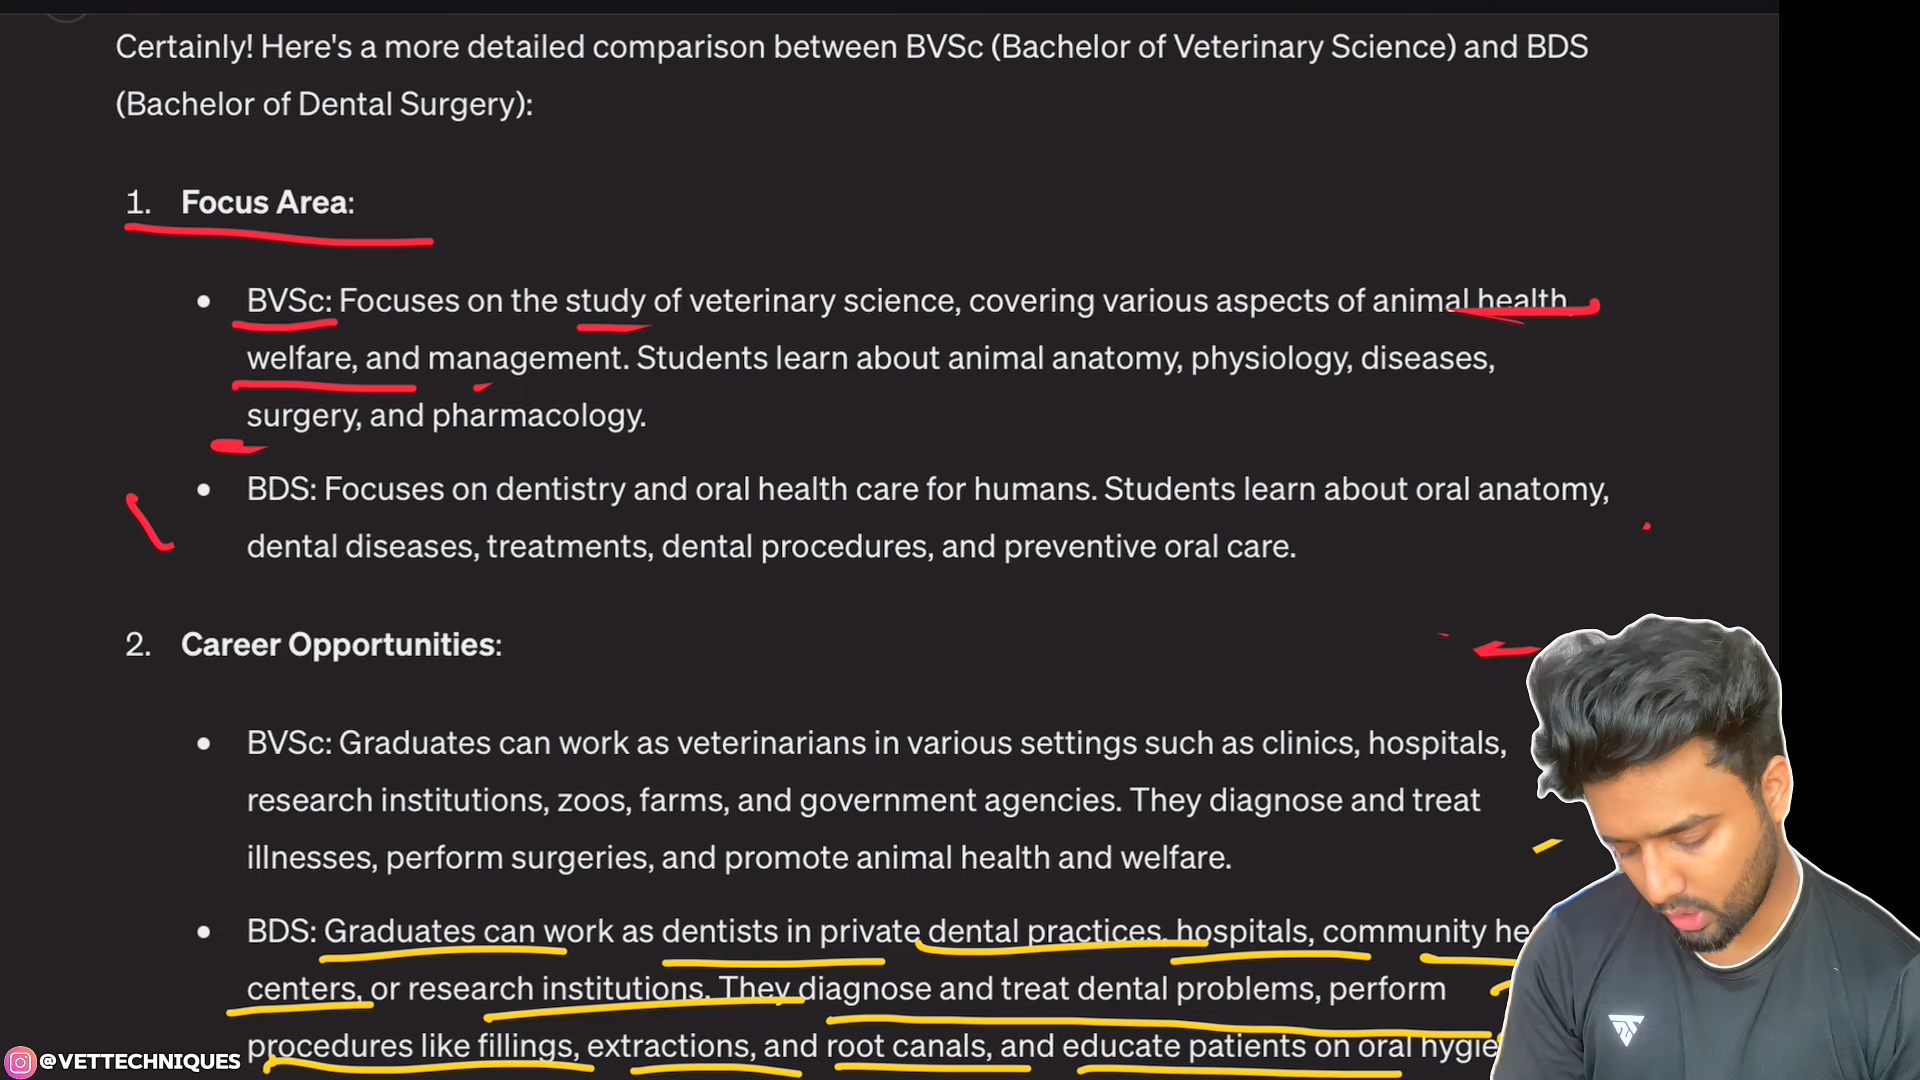 Certainly! Here's a more detailed comparison between BVSc (Bachelor of Veterinary Science) and BDS
(Bachelor of Dental Surgery):
1. Focus Area:
• BVSc: Focuses on the study of veterinary science, covering various aspects of animal health
welfare, and management. Students learn about animal anatomy, physiology, diseases,
surgery, and pharmacology.
• BDS: Focuses on dentistry and oral health care for humans. Students learn about oral anatomy,
dental diseases, treatments, dental procedures, and preventive oral care.
2. Career Opportunities:
• BVSc: Graduates can work as veterinarians in various settings such as clinics, hospitals,
research institutions, zoos, farms, and government agencies. They diagnose and treat
illnesses, perform surgeries, and promote animal health and welfare.
• BDS: Graduates can work as dentists in private dental practices, hospitals, community
centers, or research institutions. They diagnose and treat dental problems, perform
procedures like fillings, extractions, and root canals, and educate patients on oral
@VETTECHNIQUES